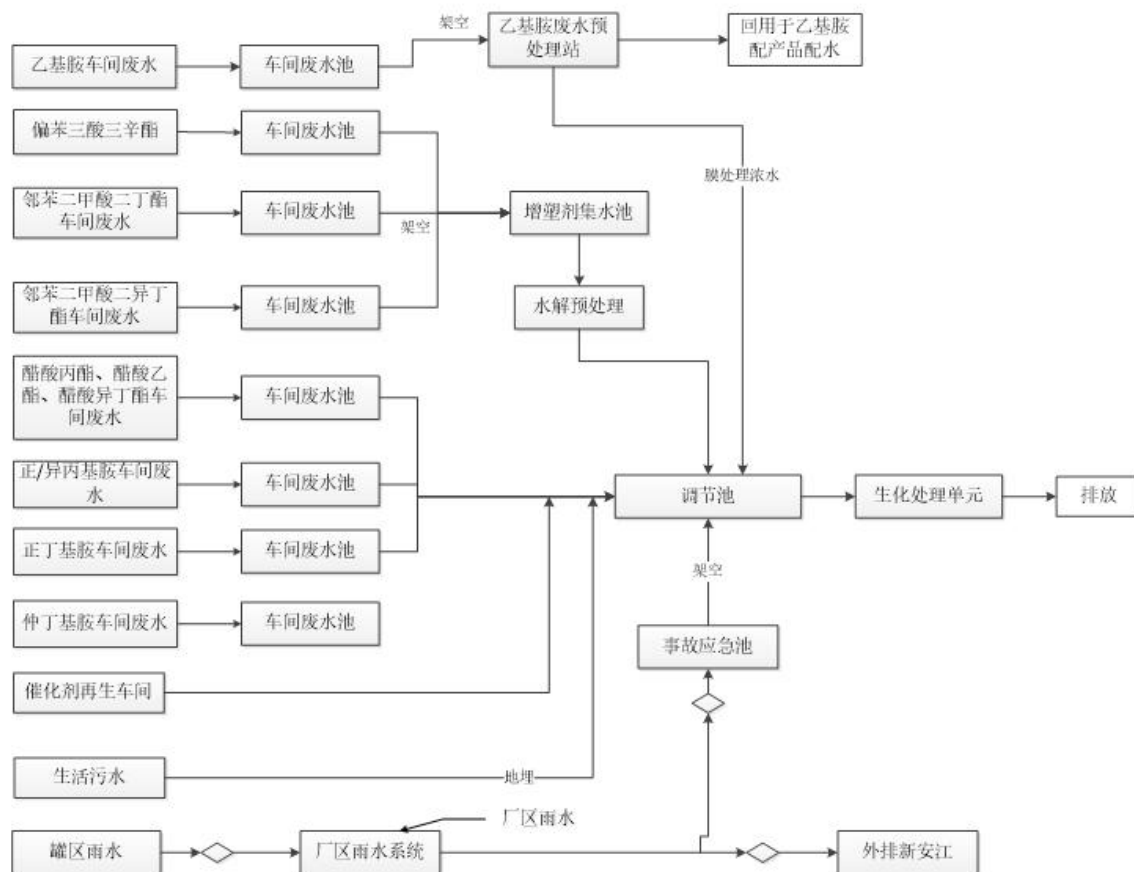 架空
乙基胺废水预
处理站
回用于乙基胺
配产品配水
乙基胺车间废水
车间废水池
偏苯三酸三辛酯
车间废水池
膜处理浓水
邻苯二甲酸二丁酯
车间废水
车间废水池
架空
增塑剂集水池
邻苯二甲酸二异丁
酯车间废水
车间废水池
水解预处理
醋酸丙酯、醋酸乙
酯、醋酸异丁酯车
间废水
车间废水池
正/异丙基胺车间废
水
车间废水池
调节池
生化处理单元
排放
正丁基胺车间废水
车间废水池
架空
仲丁基胺车间废水
车间废水池
事故应急池
催化剂再生车间
生活污水
地埋
厂区雨水
罐区雨水
厂区雨水系统
外排新安江